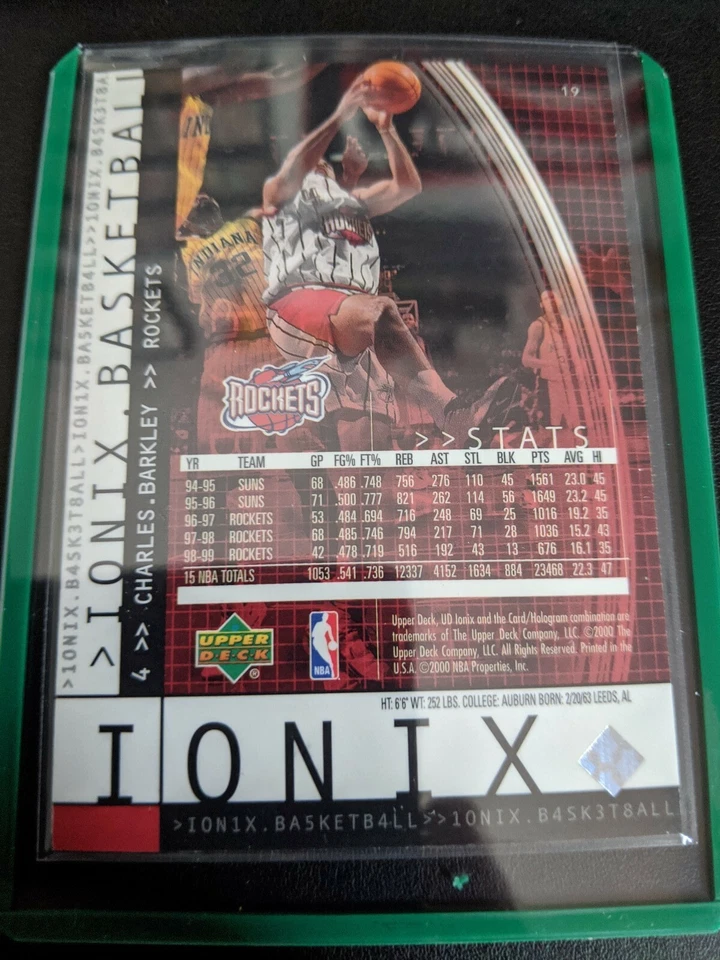 19
>IONIX.B4SK3T8ALL>ION1X.BA5KETB4LL>>1ONIX.B4SK3T8A
>IONIX.BASKETBALL
4 >> CHARLES.BARKLEY >> ROCKETS
INDIANA
ROCKETS
ROCKETS
>>STATS
YR TEAM GP FG% FT% REB AST STL BLK PTS AVG HI
94-95 SUNS 68 .486 .748 756 276 110 45 1561 23.0 45
95-96 SUNS 71 .500 .777 821 262 114 56 1649 23.2 45
96-97 ROCKETS 53 .484 .694 716 248 69 25 1016 19.2 35
97-98 ROCKETS 68 .485 .746 794 217 71 28 1036 15.2 43
98-99 ROCKETS 42 .478 .719 516 192 43 13 676 16.1 35
15 NBA TOTALS 1053 .541 .736 12337 4152 1634 884 23468 22.3 47
UPPER
DECK®
NBA
Upper Deck, UD Ionix and the Card/Hologram combination are
trademarks of The Upper Deck Company, LLC. ©2000 The
Upper Deck Company, LLC. All Rights Reserved. Printed in the
U.S.A. ©2000 NBA Properties, Inc.
HT: 6'6" WT: 252 LBS. COLLEGE: AUBURN BORN: 2/20/63 LEEDS, AL
IONIX
>ION1X.BA5KETB4LL>>1ONIX.B4SK3T8ALL